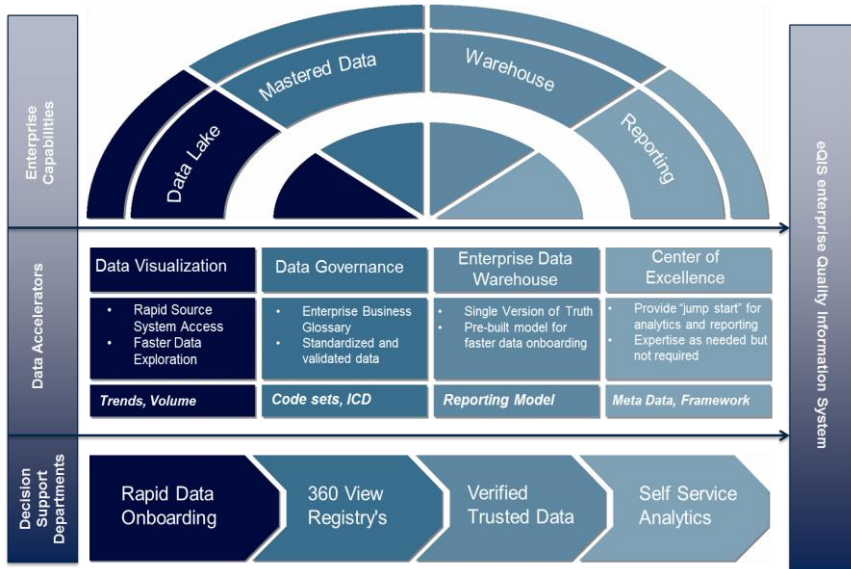 Enterprise
Capabilities
Data Lake
Mastered Data
Warehouse
Reporting
Data Accelerators
Data Visualization
• Rapid Source
System Access
• Faster Data
Exploration
Trends, Volume
Data Governance
• Enterprise Business
Glossary
• Standardized and
validated data
Code sets, ICD
Enterprise Data
Warehouse
• Single Version of Truth
• Pre-built model for
faster data onboarding
Reporting Model
Center of
Excellence
• Provide "jump start" for
analytics and reporting
• Expertise as needed but
not required
Meta Data, Framework
Decision
Support
Departments
Rapid Data
Onboarding
360 View
Registry's
Verified
Trusted Data
Self Service
Analytics
eQIS enterprise Quality Information System